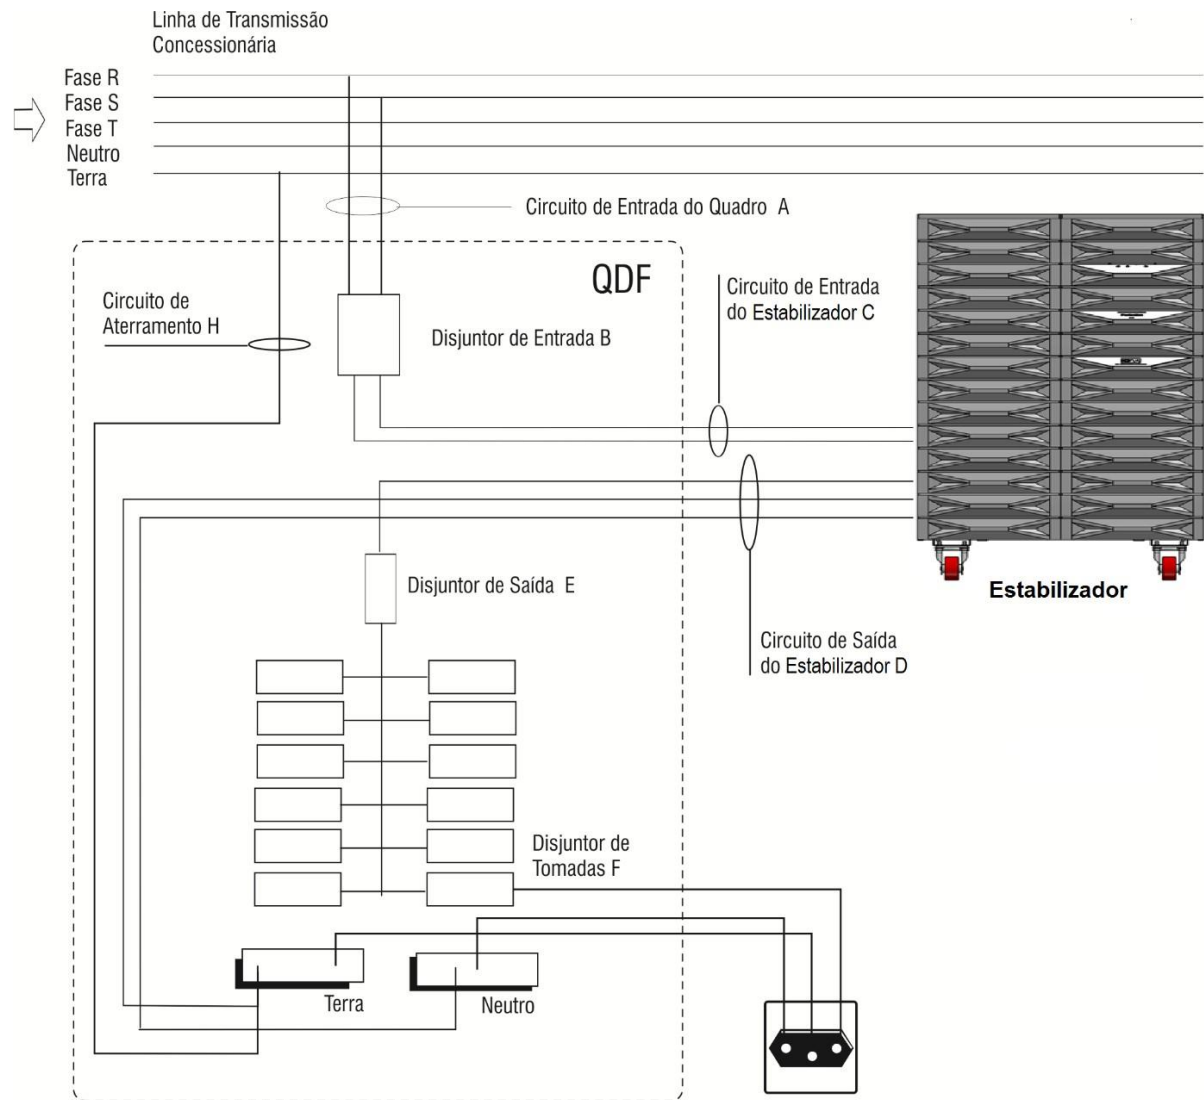 Linha de Transmissão
Concessionária
Fase R
Fase S
Fase T
Neutro
Terra
Circuito de Entrada do Quadro A
QDF
Circuito de Entrada
do Estabilizador C
Circuito de
Aterramento H
Disjuntor de Entrada B
Disjuntor de Saída E
Estabilizador
Circuito de Saída
do Estabilizador D
Disjuntor de
Tomadas F
Terra
Neutro